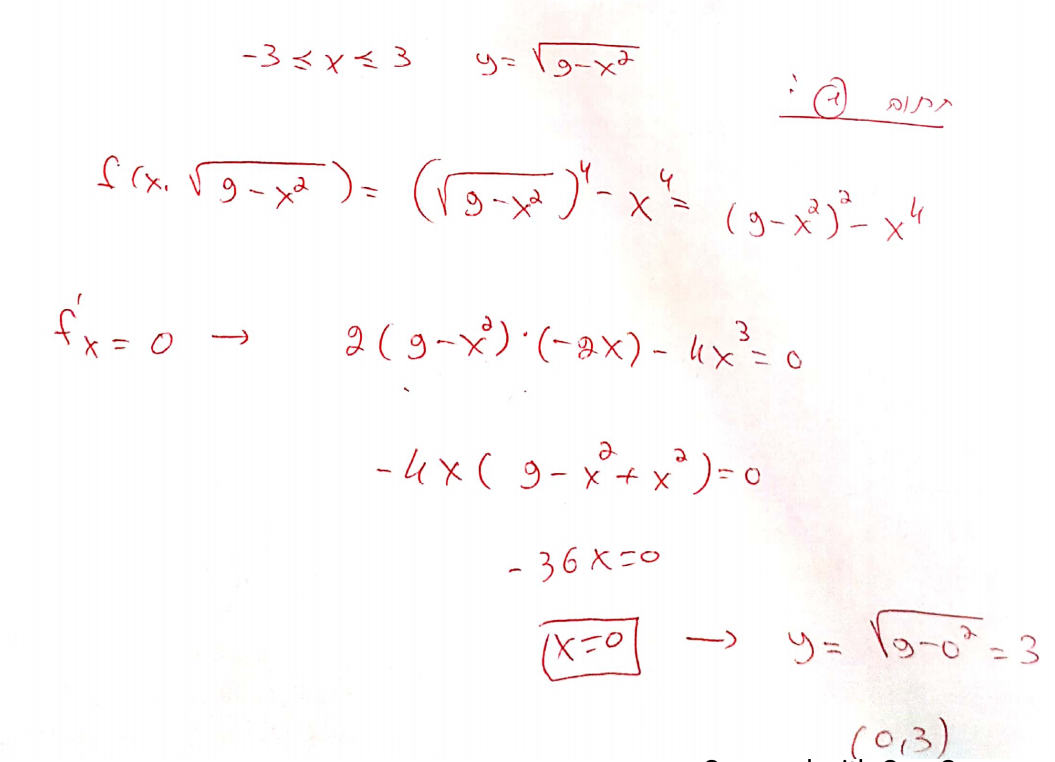 תחום ①:
-3 ≤ x ≤ 3 y = √(9-x²)
f(x, √(9-x²)) = (√(9-x²))⁴ - x⁴ = (9-x²)² - x⁴
f'x = 0 → 2(9-x²)·(-2x) - 4x³ = 0
-4x(9-x²+x²) = 0
-36x = 0
x=0 → y = √(9-0²) = 3
(0,3)